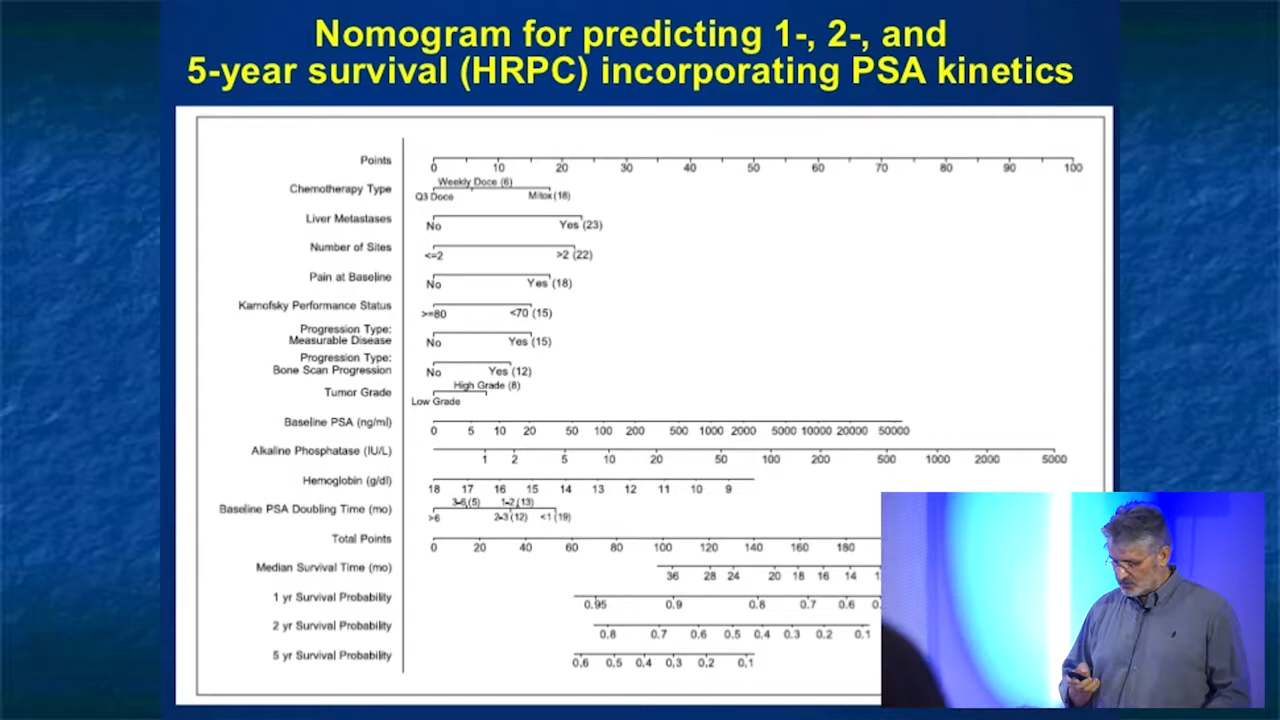 Nomogram for predicting 1-, 2-, and
5-year survival (HRPC) incorporating PSA kinetics
Points
0 10 20 30 40 50 60 70 80 90 100
Weekly Doce (6)
Chemotherapy Type
Q3 Doce Mitox (18)
Liver Metastases
No Yes (23)
Number of Sites
<=2 >2 (22)
Pain at Baseline
No Yes (18)
Karnofsky Performance Status
>=80 <70 (15)
Progression Type:
Measurable Disease
No Yes (15)
Progression Type:
Bone Scan Progression
No Yes (12)
High Grade (8)
Tumor Grade
Low Grade
Baseline PSA (ng/ml)
0 5 10 20 50 100 200 500 1000 2000 5000 10000 20000 50000
Alkaline Phosphatase (IU/L)
1 2 5 10 20 50 100 200 500 1000 2000 5000
Hemoglobin (g/dl)
18 17 16 15 14 13 12 11 10 9
3-6 (5) 1-2 (13)
Baseline PSA Doubling Time (mo)
>6 2-3 (12) <1 (19)
Total Points
0 20 40 60 80 100 120 140 160 180
Median Survival Time (mo)
36 28 24 20 18 16 14
1 yr Survival Probability
0.95 0.9 0.8 0.7 0.6
2 yr Survival Probability
0.8 0.7 0.6 0.5 0.4 0.3 0.2 0.1
5 yr Survival Probability
0.6 0.5 0.4 0.3 0.2 0.1